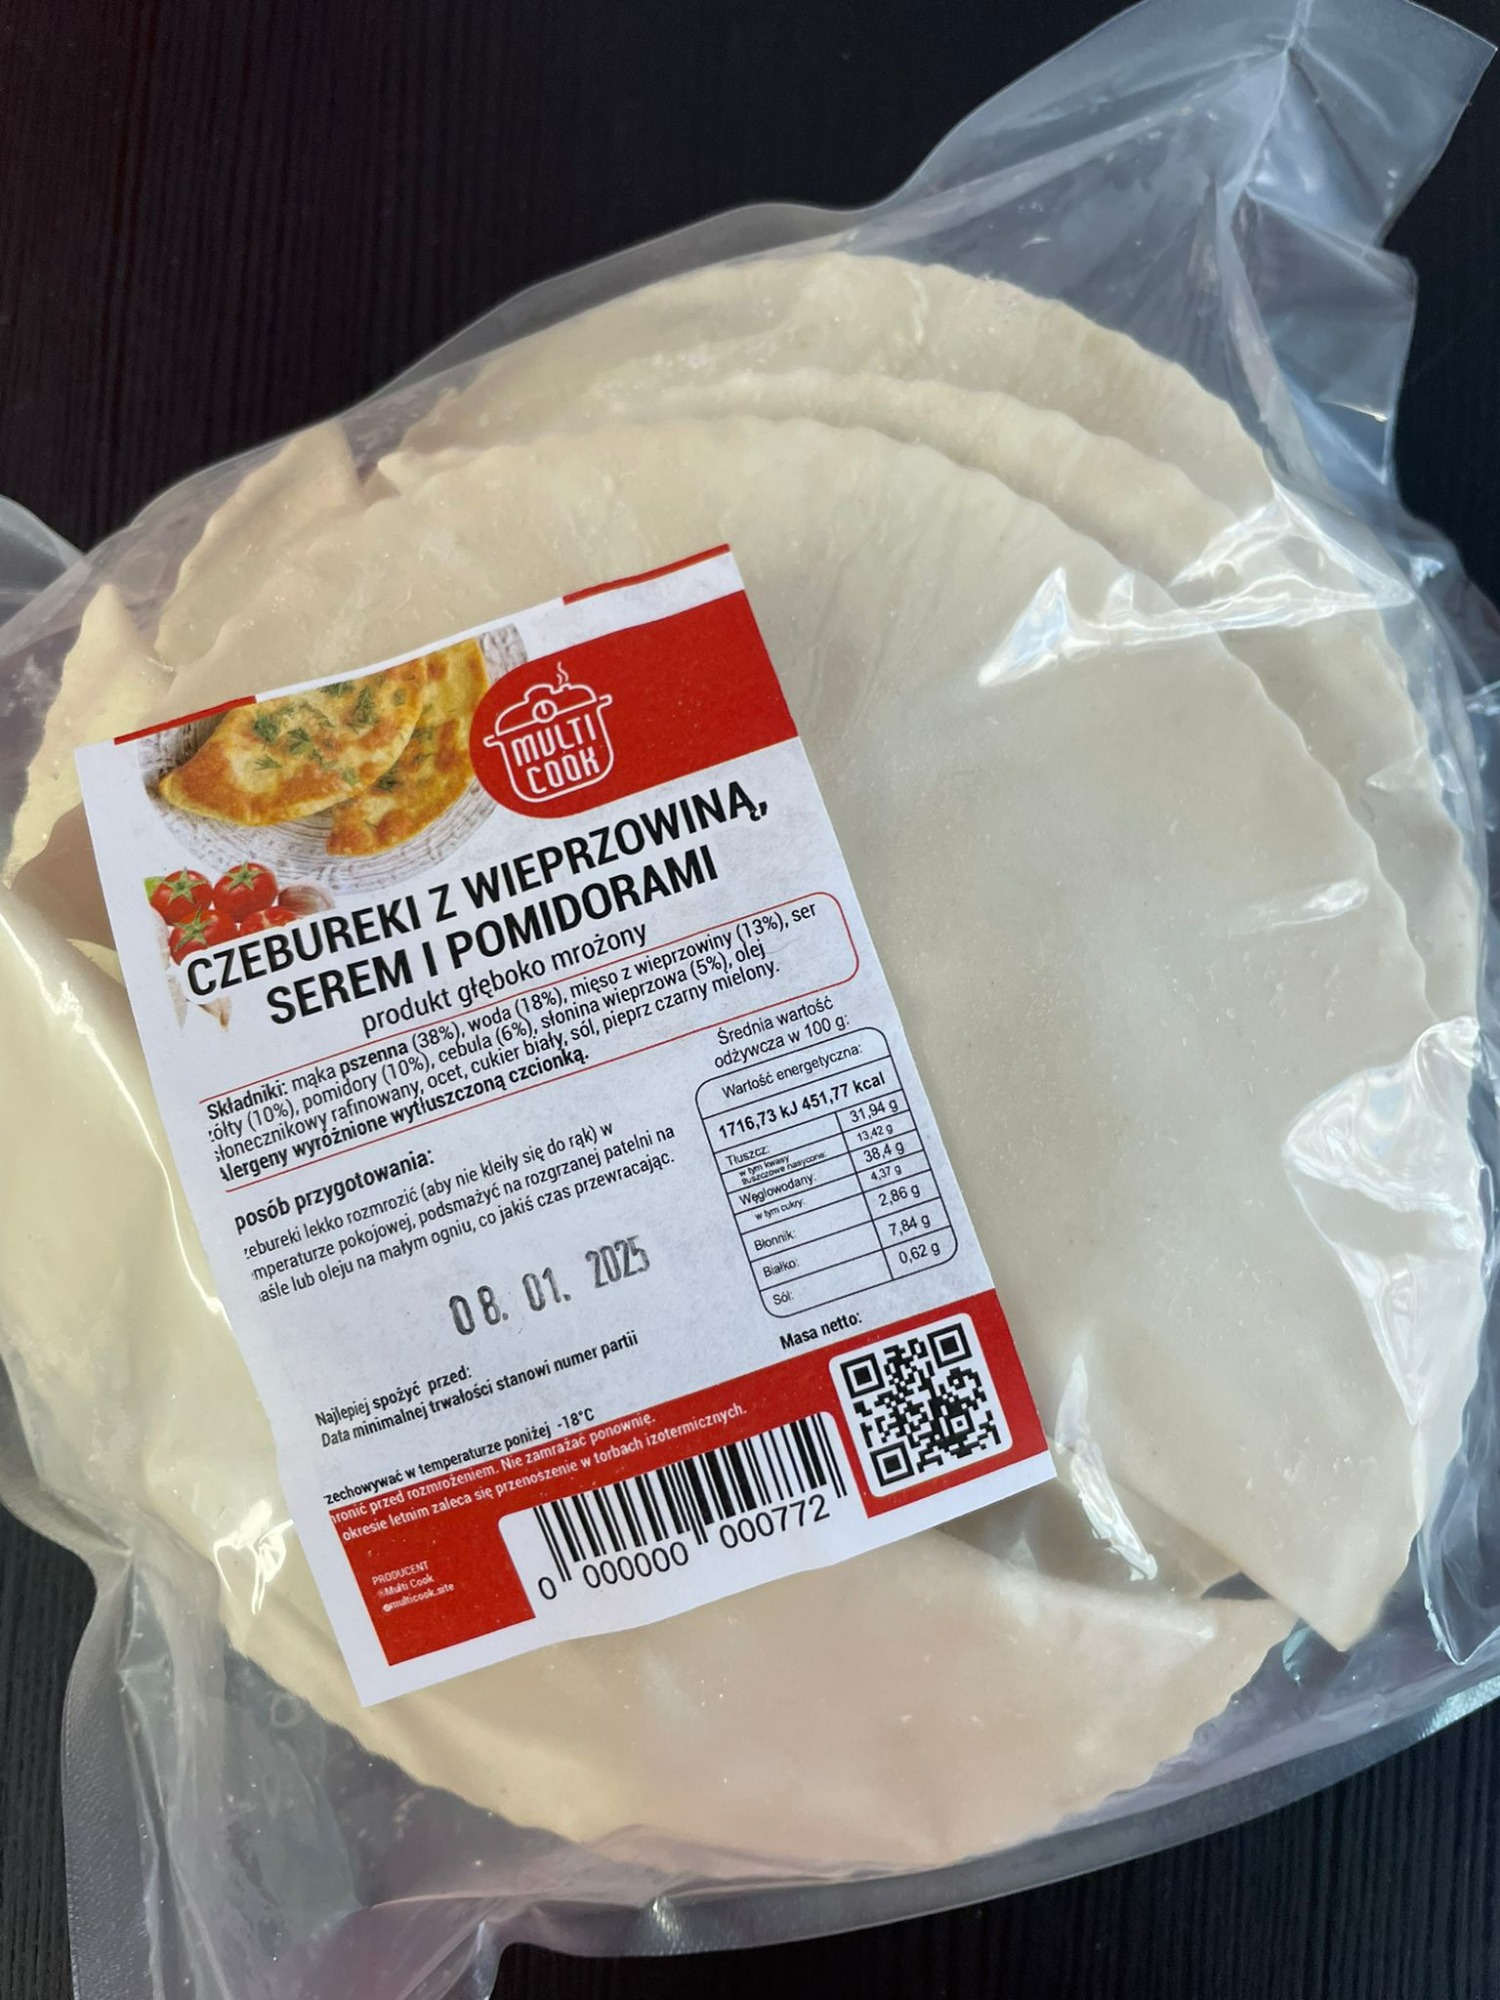 MULTI
COOK
CZEBUREKI Z WIEPRZOWINĄ,
SEREM I POMIDORAMI
produkt głęboko mrożony
Składniki: mąka pszenna (38%), woda (18%), mięso z wieprzowiny (13%), ser
żółty (10%), pomidory (10%), cebula (6%), słonina wieprzowa (5%), olej
słonecznikowy rafinowany, ocet, cukier biały, sól, pieprz czarny mielony.
Alergeny wyróżnione wytłuszczoną czcionką.
posób przygotowania:
zebureki lekko rozmrozić (aby nie kleiły się do rąk) w
mperaturze pokojowej, podsmażyć na rozgrzanej patelni na
aśle lub oleju na małym ogniu, co jakiś czas przewracając.
Średnia wartość
odżywcza w 100 g:
Wartość energetyczna:
1716,73 kJ 451,77 kcal
Tłuszcz: 31,94 g
w tym kwasy
tłuszczowe nasycone: 13,42 g
Węglowodany: 38,4 g
w tym cukry: 4,37 g
Błonnik: 2,86 g
Białko: 7,84 g
Sól: 0,62 g
08. 01. 2025
Najlepiej spożyć przed:
Data minimalnej trwałości stanowi numer partii
Masa netto:
zechowywać w temperaturze poniżej -18°C
hronić przed rozmrożeniem. Nie zamrażać ponownie.
okresie letnim zaleca się przenoszenie w torbach izotermicznych.
PRODUCENT
Multi Cook
multicook.site
0 000000 000772